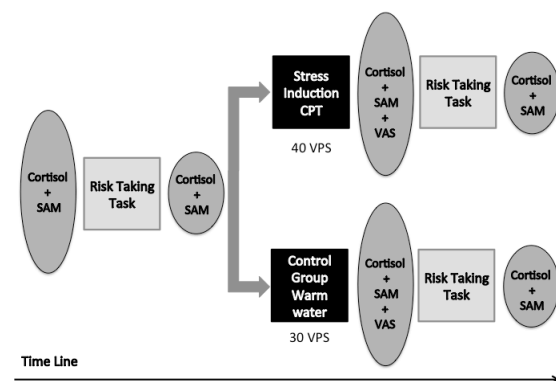 Cortisol
+
SAM
Risk Taking
Task
Cortisol
+
SAM
Stress
Induction
CPT
40 VPS
Cortisol
+
SAM
+
VAS
Risk Taking
Task
Cortisol
+
SAM
Control
Group
Warm
water
30 VPS
Cortisol
+
SAM
+
VAS
Risk Taking
Task
Cortisol
+
SAM
Time Line